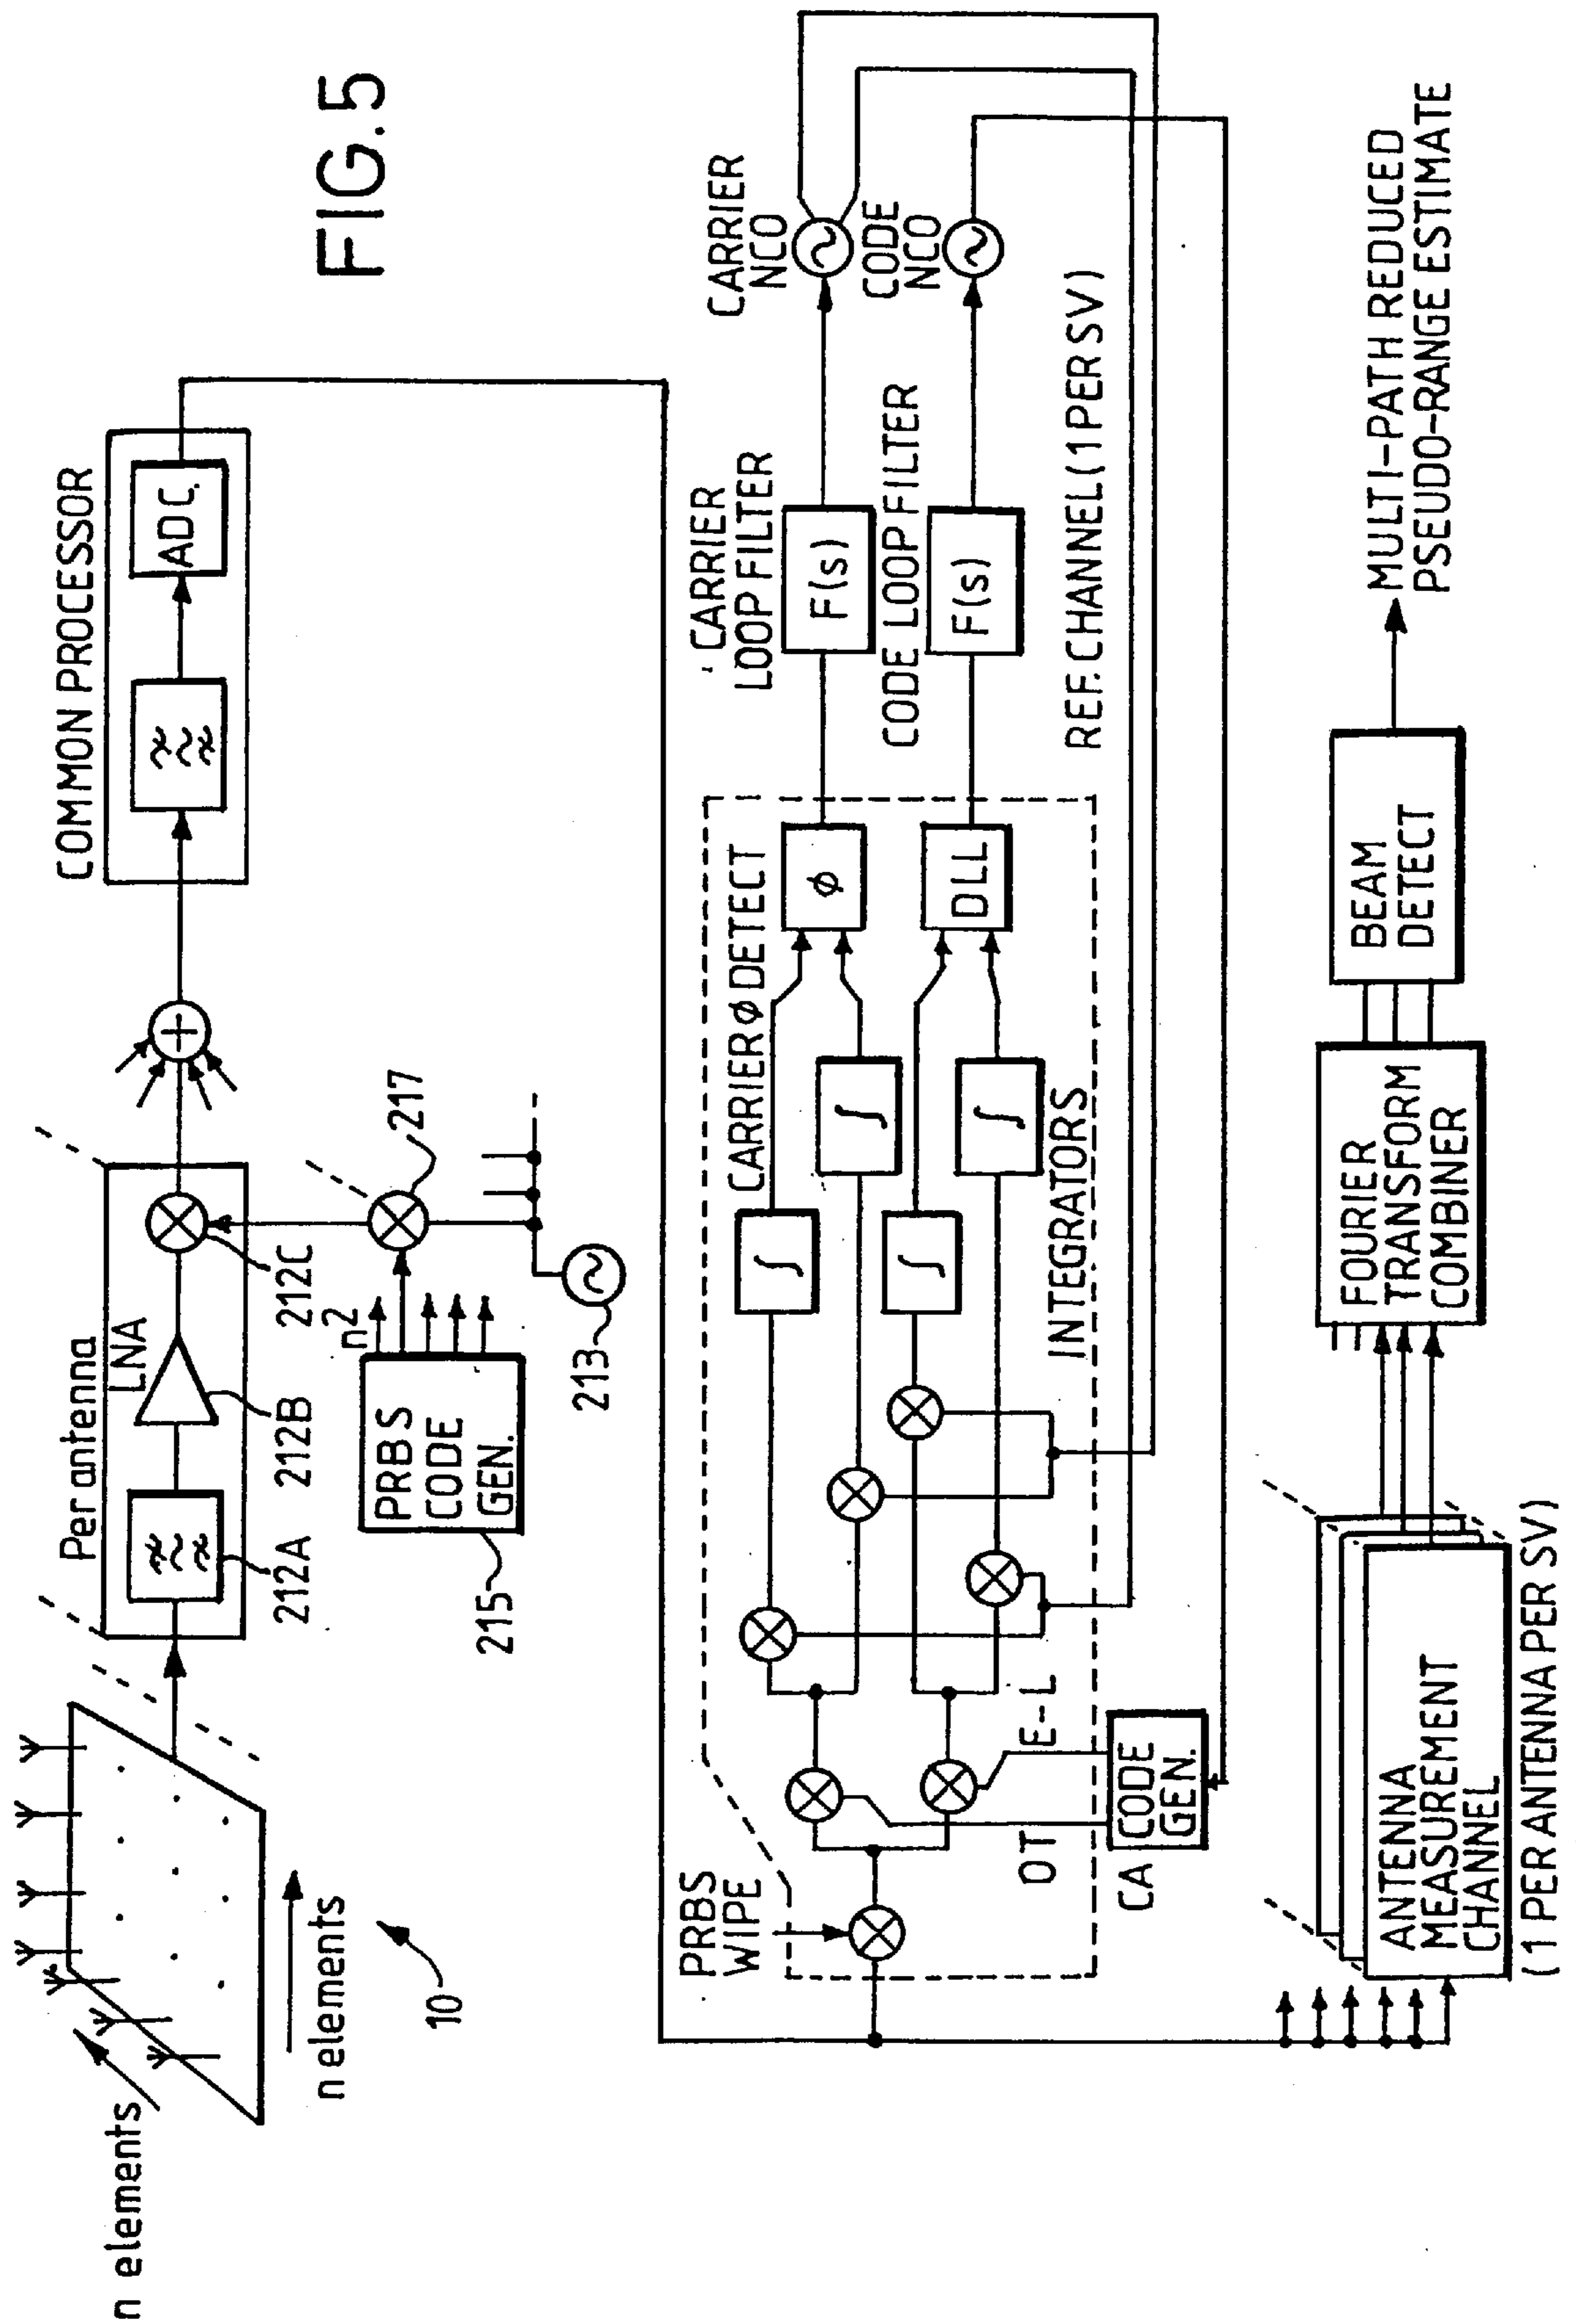 FIG.5
n elements
n elements
10
Per antenna
LNA
212A
212B
212C
n²
PRBS
CODE
GEN.
215
213
217
COMMON PROCESSOR
ADC.
PRBS
WIPE
OT
E-L
CA
CODE
GEN.
CARRIER Ø DETECT
∫
∫
∫
∫
INTEGRATORS
Φ
DLL
CARRIER
LOOP FILTER
F(s)
CODE LOOP FILTER
F(s)
CARRIER
NCO
CODE
NCO
REF. CHANNEL (1 PER SV)
ANTENNA
MEASUREMENT
CHANNEL
(1 PER ANTENNA PER SV)
FOURIER
TRANSFORM
COMBINER
BEAM
DETECT
MULTI-PATH REDUCED
PSEUDO-RANGE ESTIMATE